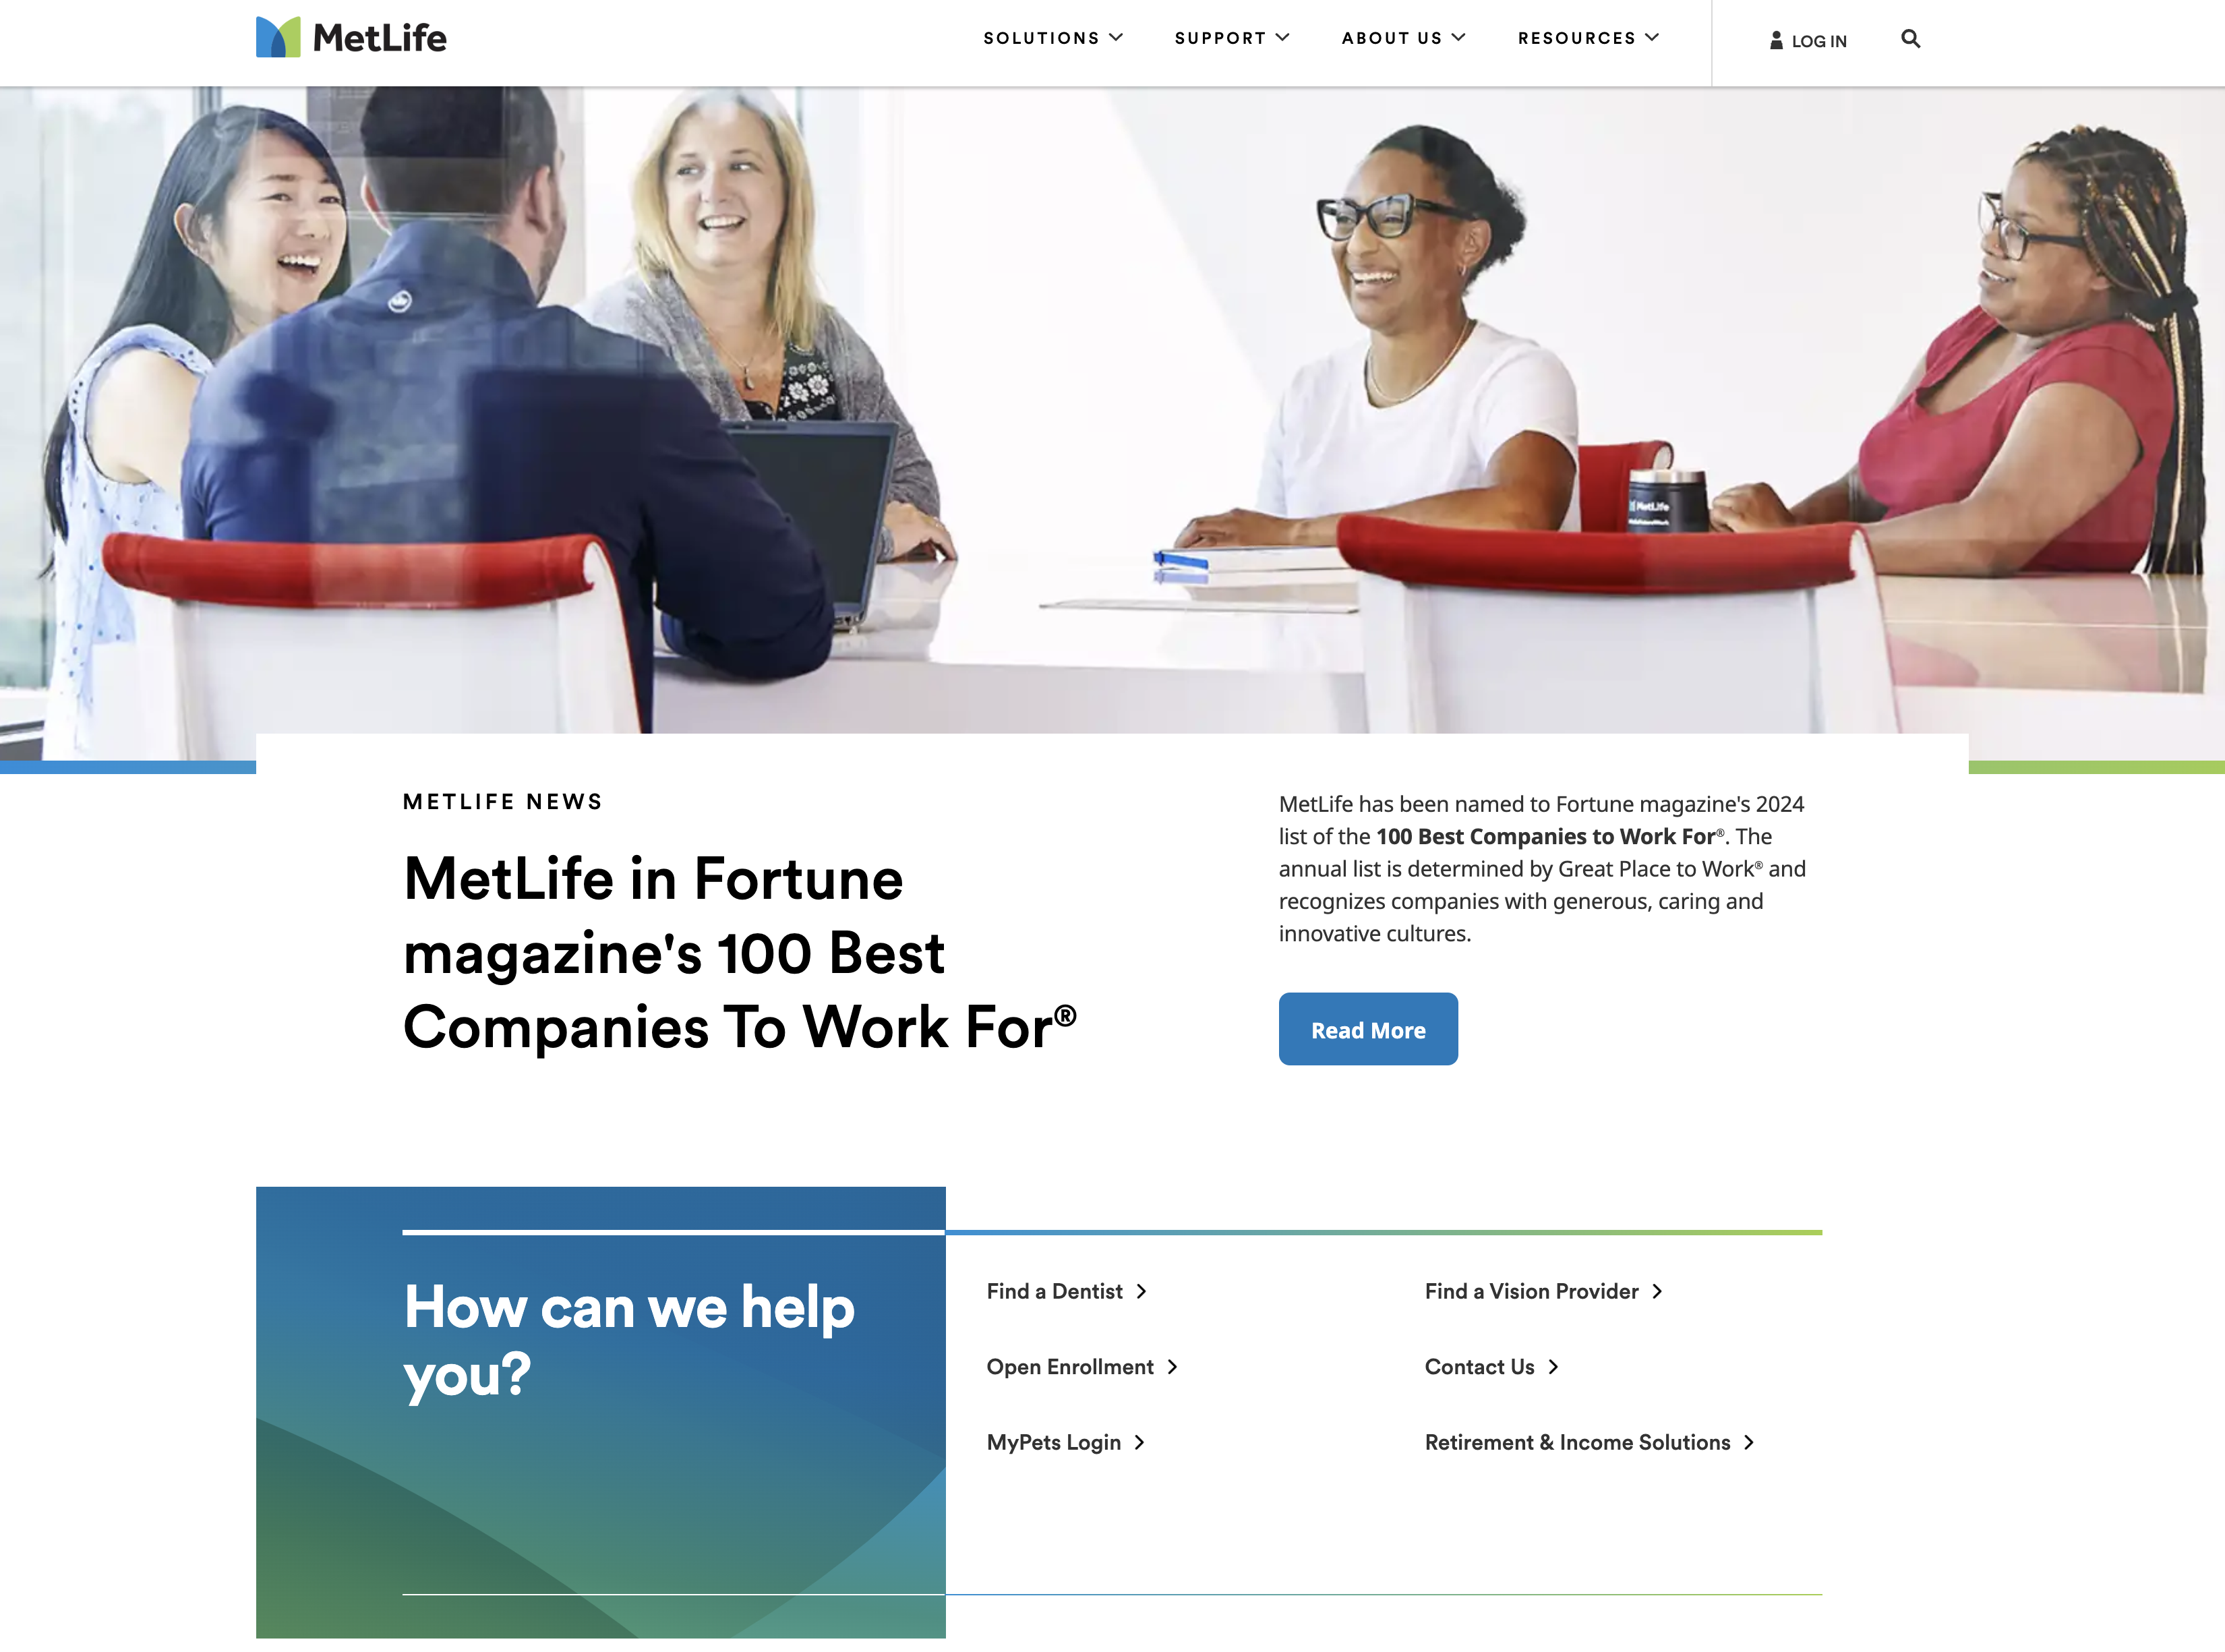 MetLife
SOLUTIONS
SUPPORT
ABOUT US
RESOURCES
LOG IN
MetLife
METLIFE NEWS
MetLife in Fortune
magazine's 100 Best
Companies To Work For®
MetLife has been named to Fortune magazine's 2024
list of the 100 Best Companies to Work For®. The
annual list is determined by Great Place to Work® and
recognizes companies with generous, caring and
innovative cultures.
Read More
How can we help
you?
Find a Dentist
Find a Vision Provider
Open Enrollment
Contact Us
MyPets Login
Retirement & Income Solutions